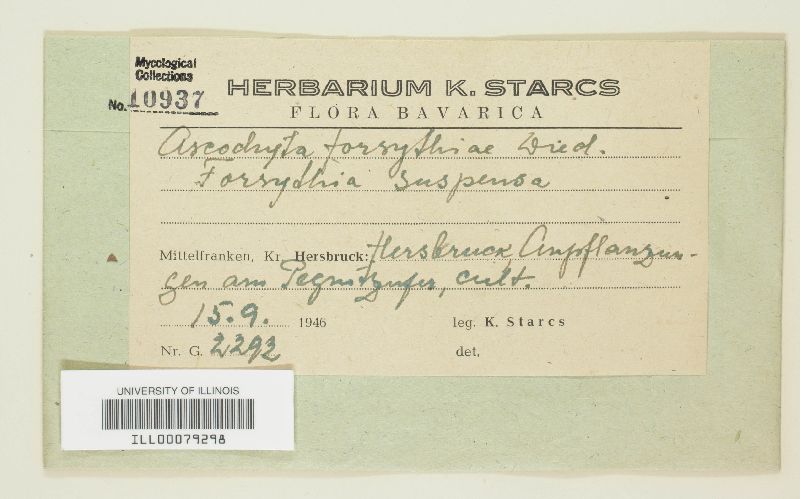 Mycological
Collections
No. 10937
HERBARIUM K. STARCS
FLORA BAVARICA
Ascochyta forsythiae Died.
Forsythia suspensa
Mittelfranken, Kr. Hersbruck: Hersbruck, Anpflanzun-
gen am Pegnitzufer, cult.
15.9. 1946 leg. K. Starcs
Nr. G. 2292 det.
UNIVERSITY OF ILLINOIS
ILL00079298